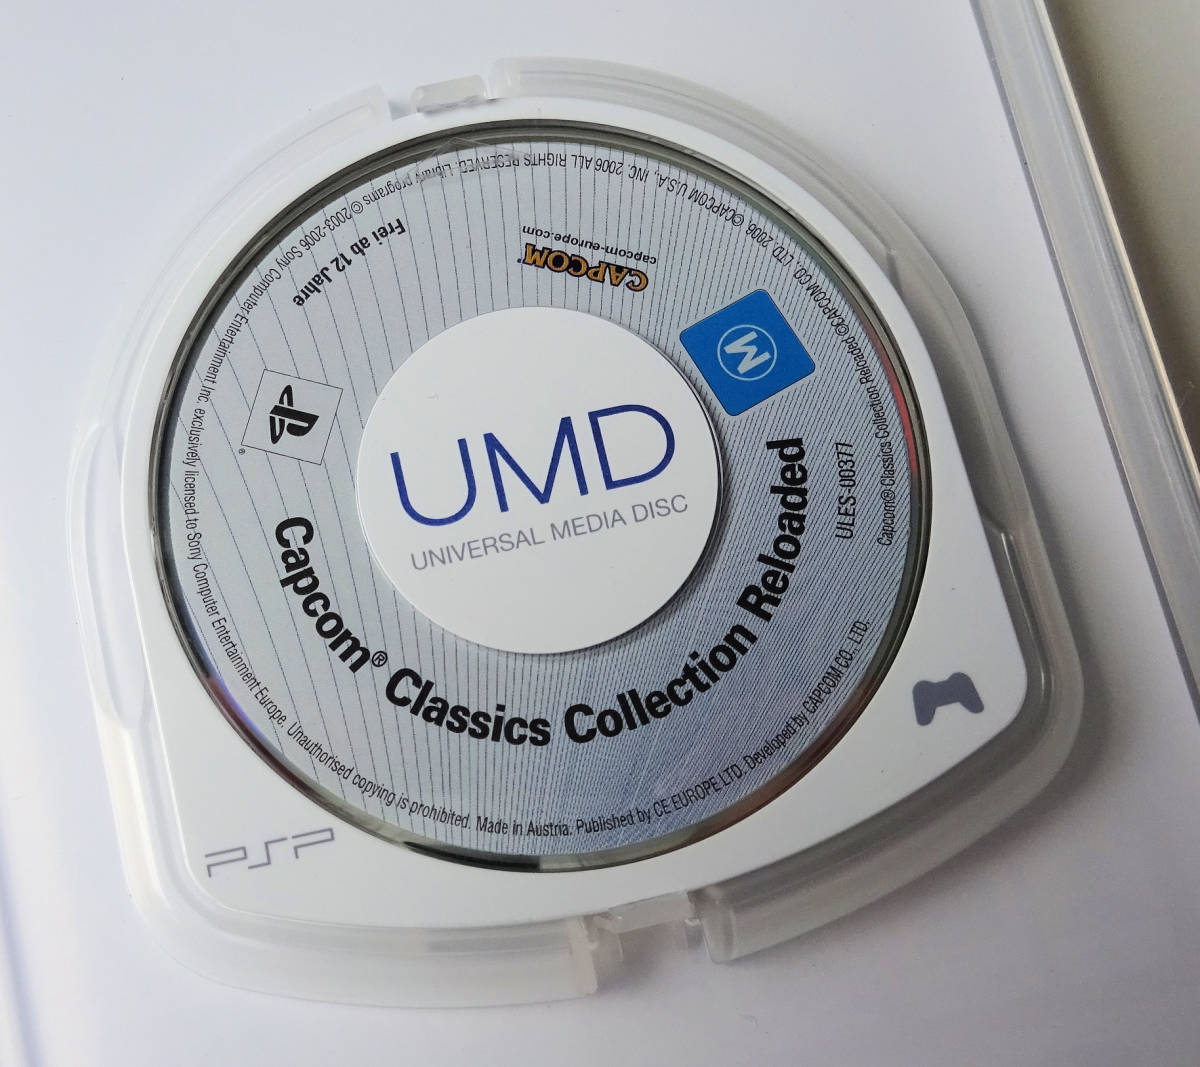 UMD
UNIVERSAL MEDIA DISC
Capcom® Classics Collection Reloaded
CAPCOM®
capcom-europe.com
Frei ab 12 Jahre
M
ULES-00377
Capcom® Classics Collection Reloaded ©CAPCOM CO., LTD. 2006, ©CAPCOM U.S.A., INC. 2006 ALL RIGHTS RESERVED. Library programs ©2003-2006 Sony Computer Entertainment Inc. exclusively licensed to Sony Computer Entertainment Europe. Unauthorised copying is prohibited. Made in Austria. Published by CE EUROPE LTD. Developed by CAPCOM CO., LTD.
PSP